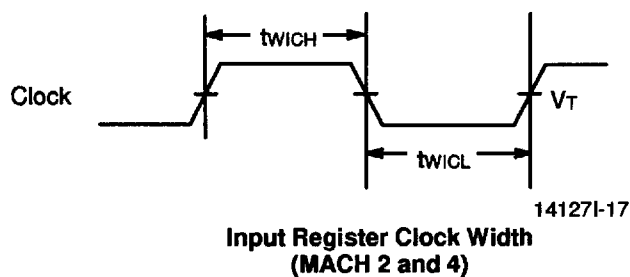 tWICH
Clock
VT
tWICL
14127I-17
Input Register Clock Width
(MACH 2 and 4)